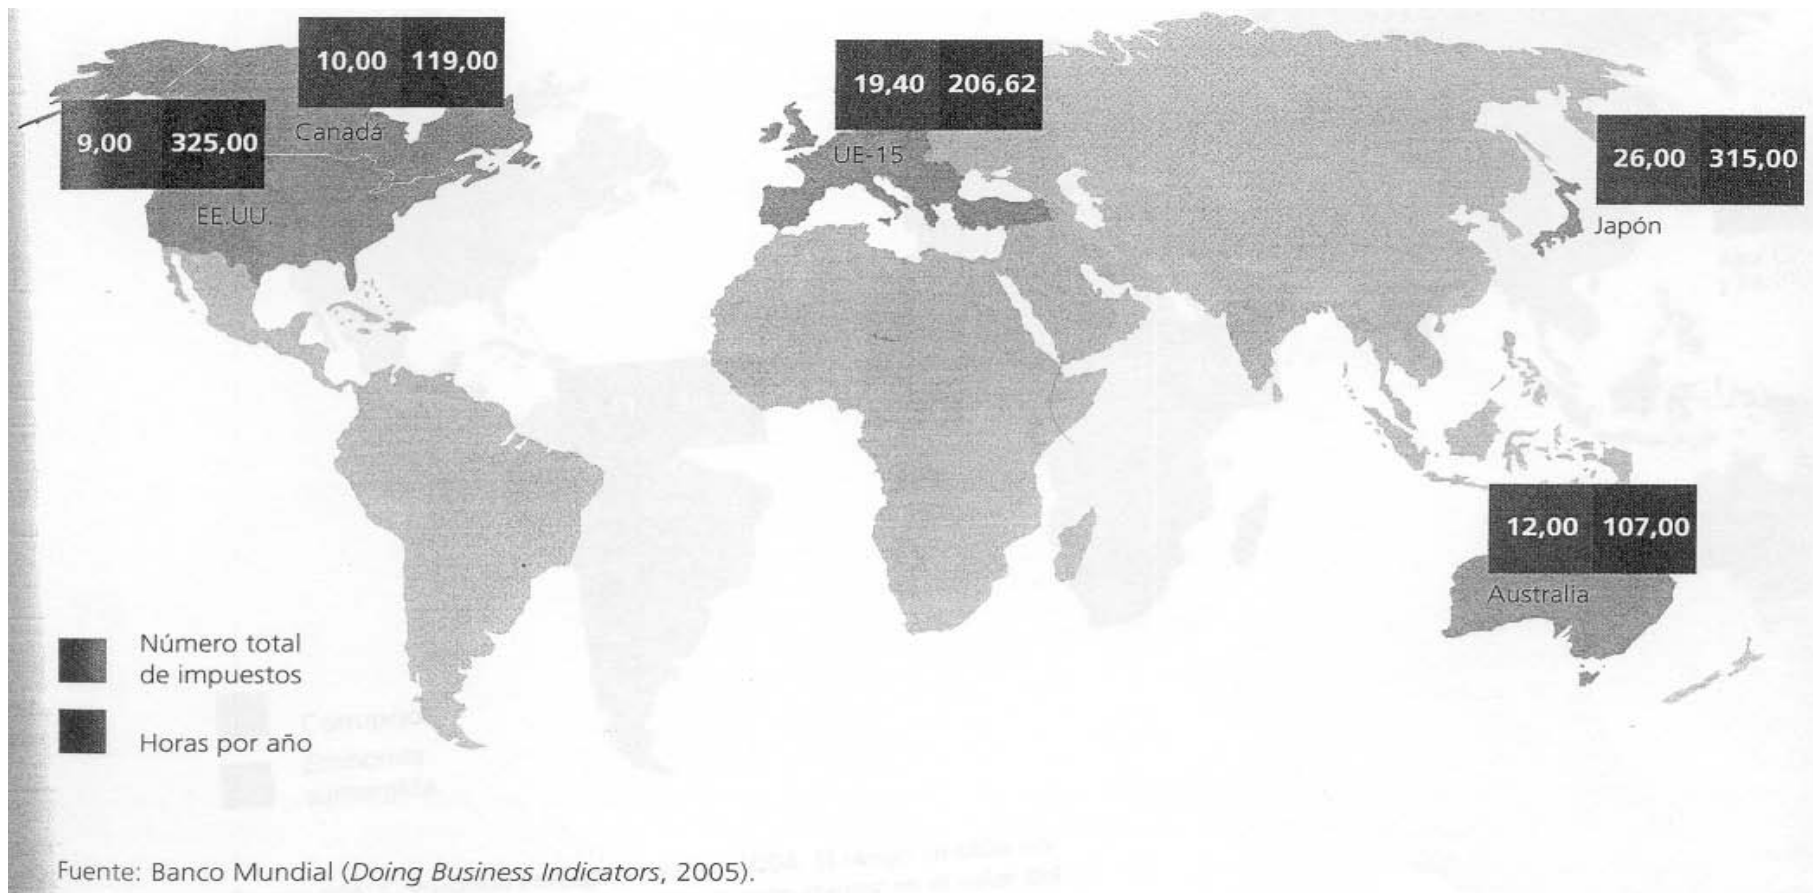 10,00 119,00
Canadá
9,00 325,00
EE.UU.
19,40 206,62
UE-15
26,00 315,00
Japón
12,00 107,00
Australia
Número total
de impuestos
Horas por año
Fuente: Banco Mundial (Doing Business Indicators, 2005).